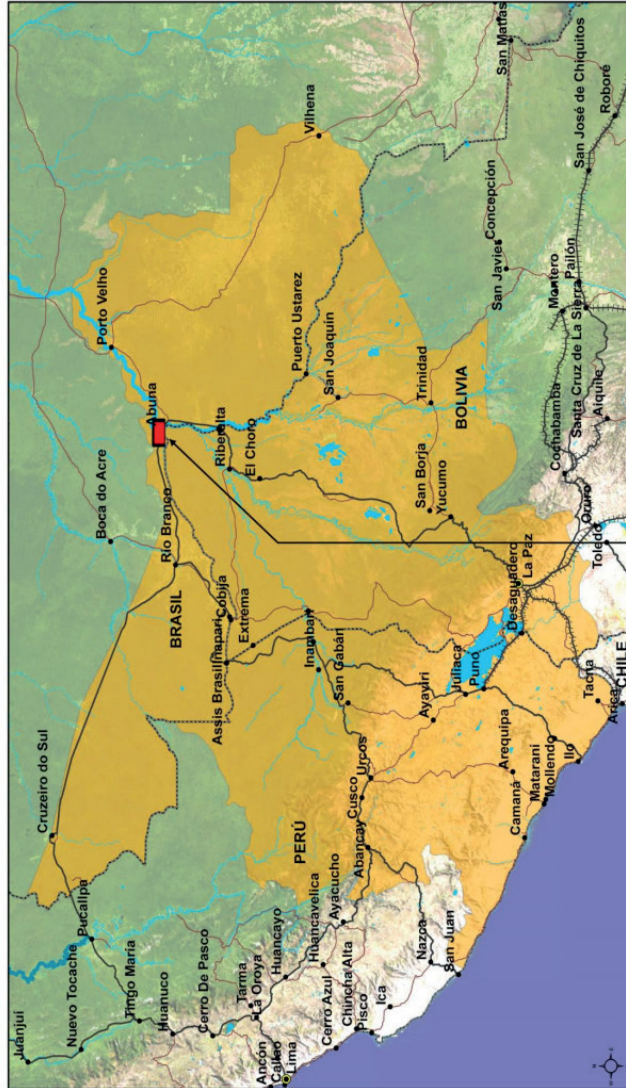 Juanjuí
Nuevo Tocache
Pucallpa
Tingo María
Huanuco
Cerro De Pasco
Tarma
La Oroya
Huancayo
Ancón
Callao
Lima
Cerro Azul
Huancavelica
Chincha Alta
Ayacucho
Pisco
Ica
Nazca
San Juan
Abancay
Cusco
Urcos
PERÚ
Cruzeiro do Sul
BRASIL
Boca do Acre
Rio Branco
Assis Brasil
Iñapari
Cobija
Extrema
Inambari
San Gabán
Ayaviri
Juliaca
Puno
Arequipa
Camaná
Matarani
Mollendo
Ilo
Tacna
Arica
CHILE
Desaguadero
La Paz
Porto Velho
Abuna
Riberalta
El Choro
Vilhena
Puerto Ustarez
San Joaquin
Trinidad
San Borja
Yucumo
BOLIVIA
San Matías
Concepción
San Javier
San José de Chiquitos
Roboré
Montero
Pailón
Santa Cruz de La Sierra
Cochabamba
Aiquile
Oruro
Toledo